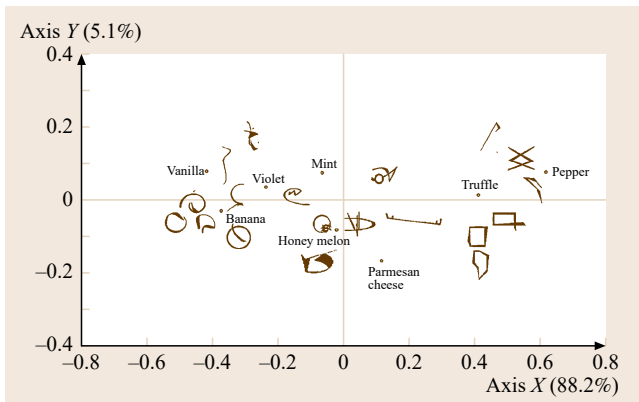 Axis Y (5.1%)
0.4
0.2
Mint
Vanilla
Violet
Pepper
Truffle
0
Banana
Honey melon
–0.2
Parmesan
cheese
–0.4
–0.8 –0.6 –0.4 –0.2 0 0.2 0.4 0.6 0.8
Axis X (88.2%)